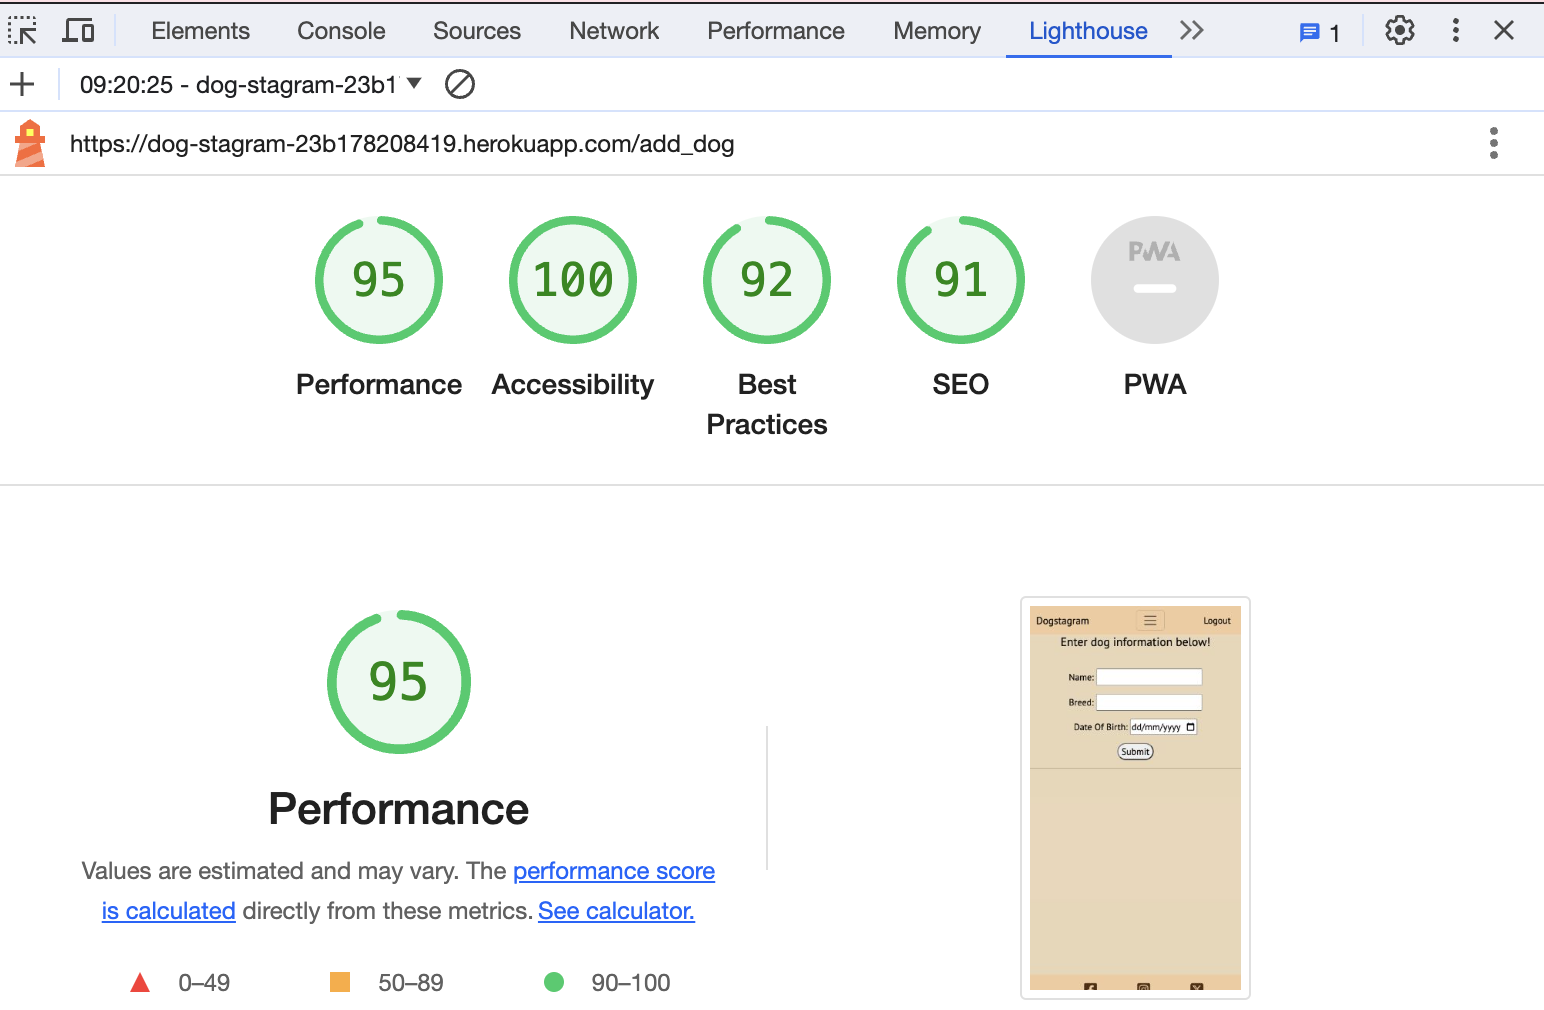 Elements Console Sources Network Performance Memory Lighthouse 1
09:20:25 - dog-stagram-23b1
https://dog-stagram-23b178208419.herokuapp.com/add_dog
95 100 92 91 PWA
Performance Accessibility Best Practices SEO PWA
95
Performance
Values are estimated and may vary. The performance score
is calculated directly from these metrics. See calculator.
0–49 50–89 90–100
Dogstagram Logout
Enter dog information below!
Name:
Breed:
Date Of Birth: dd/mm/yyyy
Submit